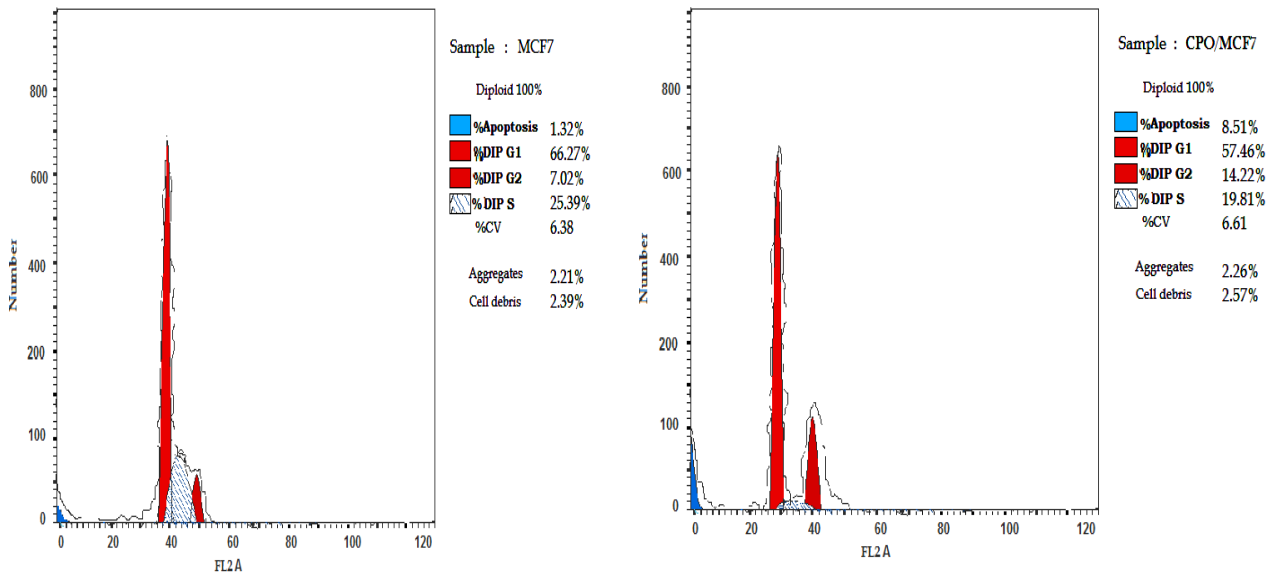 Sample : MCF7
Diploid 100%
%Apoptosis 1.32%
%DIP G1 66.27%
%DIP G2 7.02%
%DIP S 25.39%
%CV 6.38
Aggregates 2.21%
Cell debris 2.39%
Number
800
600
400
200
100
0
0 20 40 60 80 100 120
FL2A
Sample : CPO/MCF7
Diploid 100%
%Apoptosis 8.51%
%DIP G1 57.46%
%DIP G2 14.22%
%DIP S 19.81%
%CV 6.61
Aggregates 2.26%
Cell debris 2.57%
Number
800
600
400
200
100
0
0 20 40 60 80 100 120
FL2A